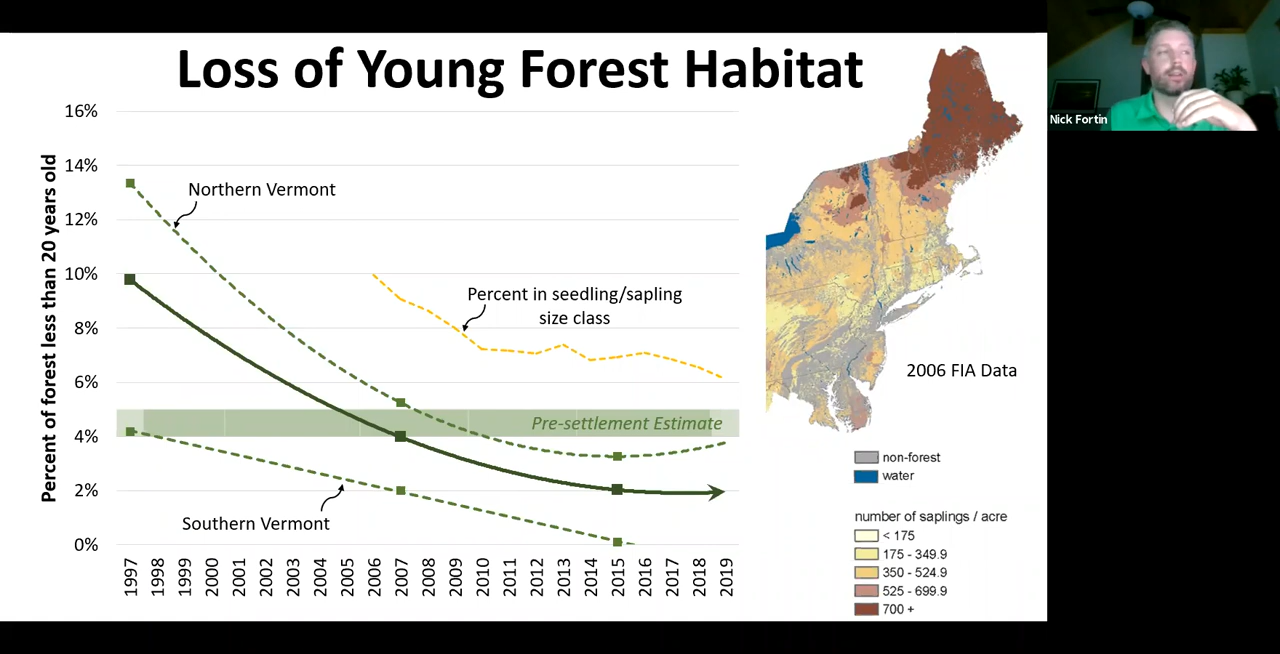 Loss of Young Forest Habitat
Nick Fortin
Percent of forest less than 20 years old
16%
14%
12%
10%
8%
6%
4%
2%
0%
Northern Vermont
Percent in seedling/sapling
size class
Pre-settlement Estimate
Southern Vermont
1997
1998
1999
2000
2001
2002
2003
2004
2005
2006
2007
2008
2009
2010
2011
2012
2013
2014
2015
2016
2017
2018
2019
2006 FIA Data
non-forest
water
number of saplings / acre
< 175
175 - 349.9
350 - 524.9
525 - 699.9
700 +